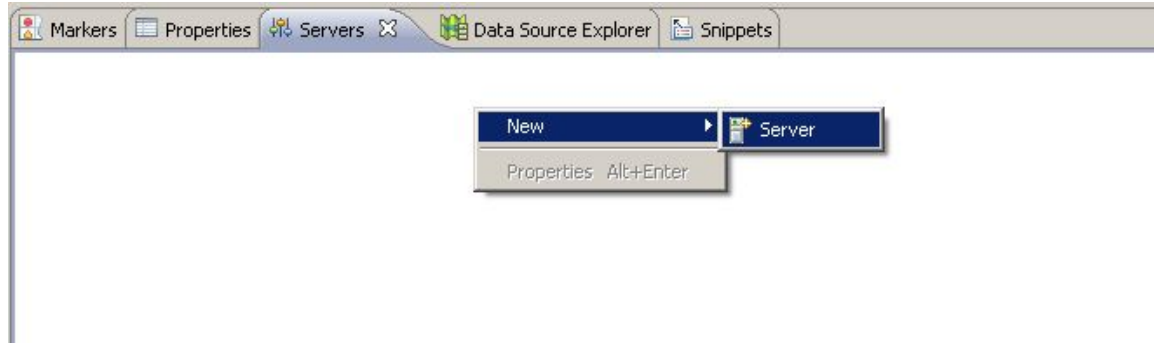 Markers Properties Servers Data Source Explorer Snippets
New Server
Properties Alt+Enter